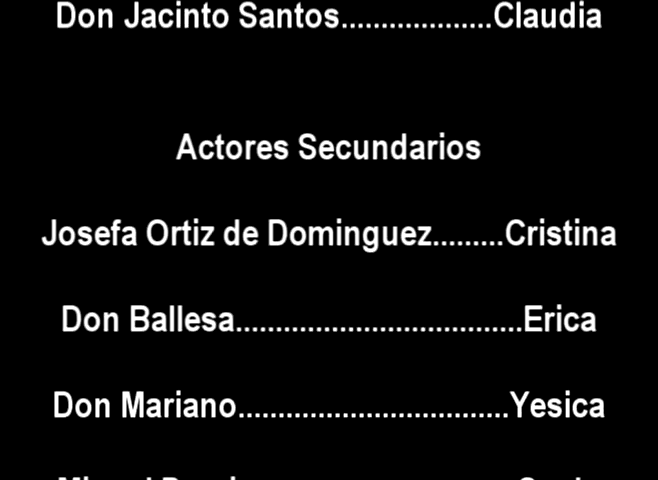 Don Jacinto Santos...................Claudia
Actores Secundarios
Josefa Ortiz de Dominguez.........Cristina
Don Ballesa....................................Erica
Don Mariano..................................Yesica